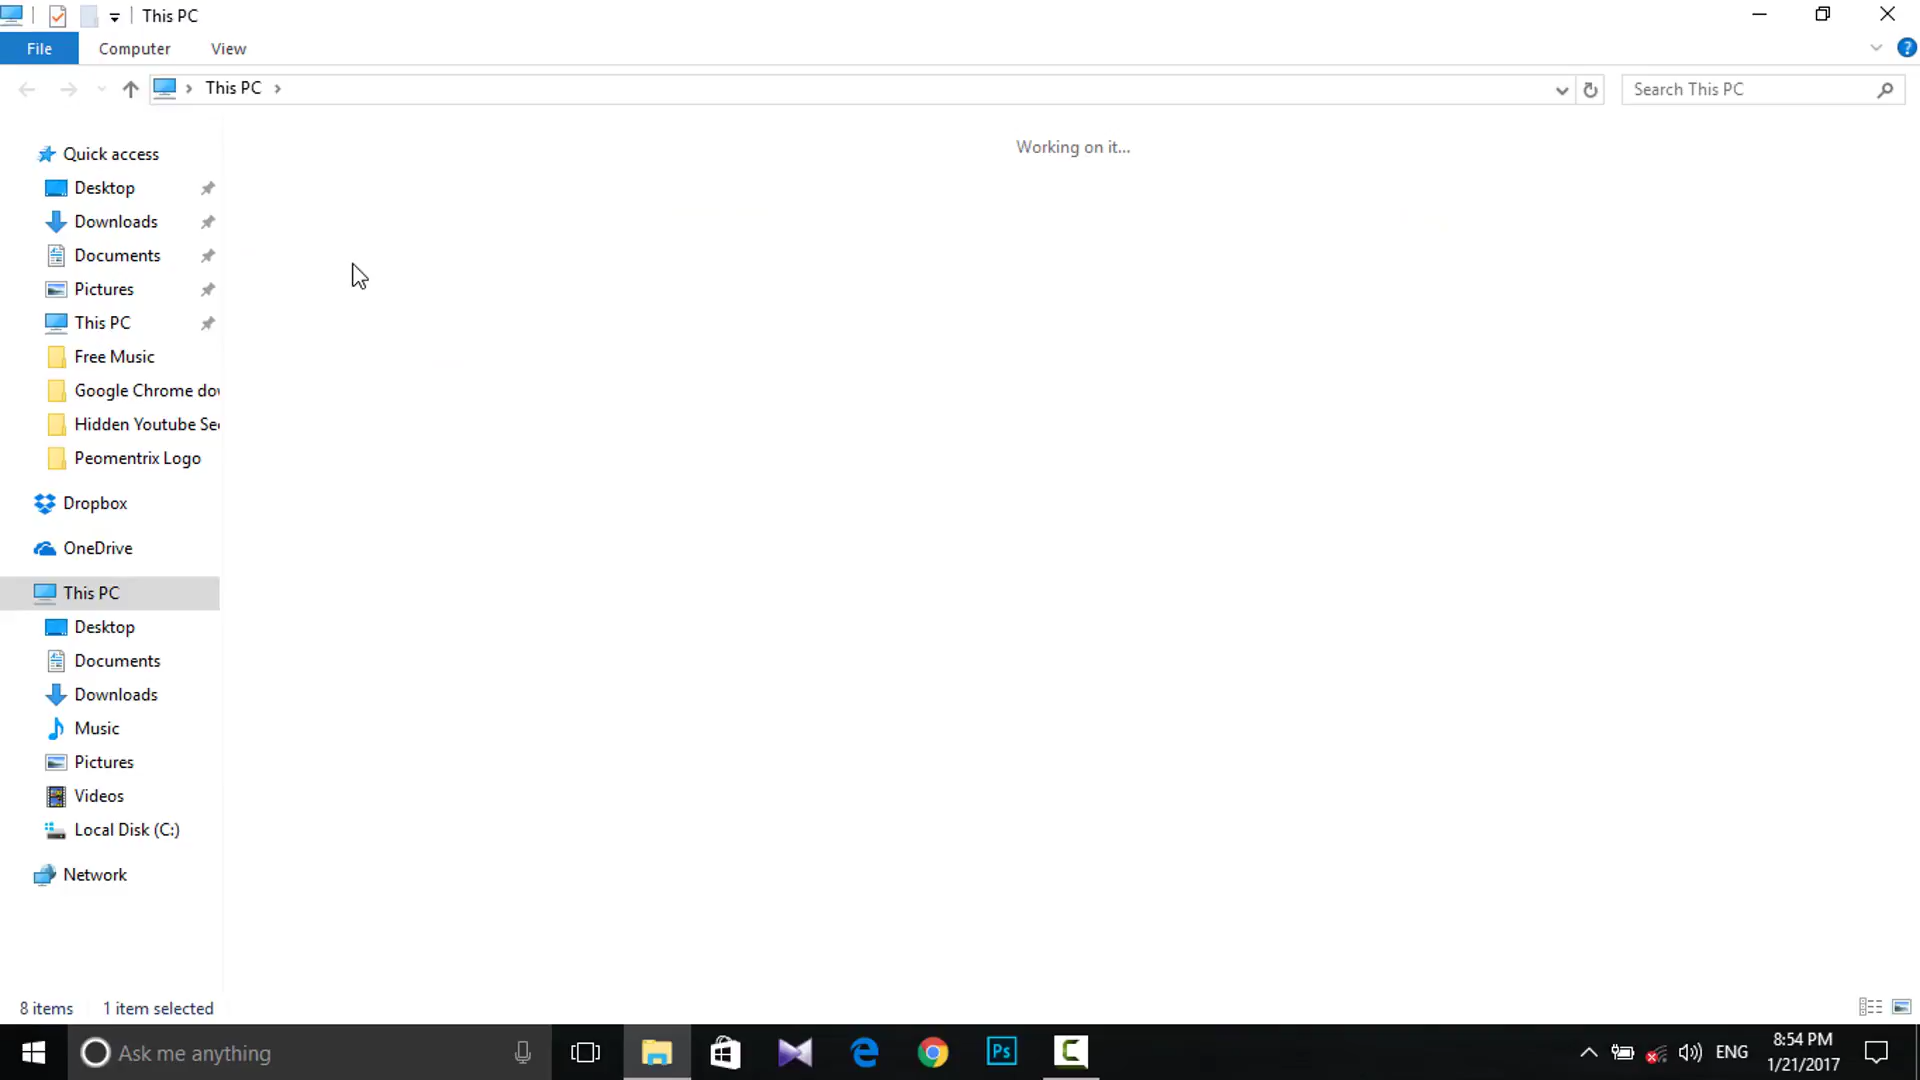 This PC
File Computer View
This PC
Search This PC
Working on it...
Quick access
Desktop
Downloads
Documents
Pictures
This PC
Free Music
Google Chrome dov
Hidden Youtube Sec
Peomentrix Logo
Dropbox
OneDrive
This PC
Desktop
Documents
Downloads
Music
Pictures
Videos
Local Disk (C:)
Network
8 items 1 item selected
Ask me anything
Ps
C
ENG
8:54 PM
1/21/2017